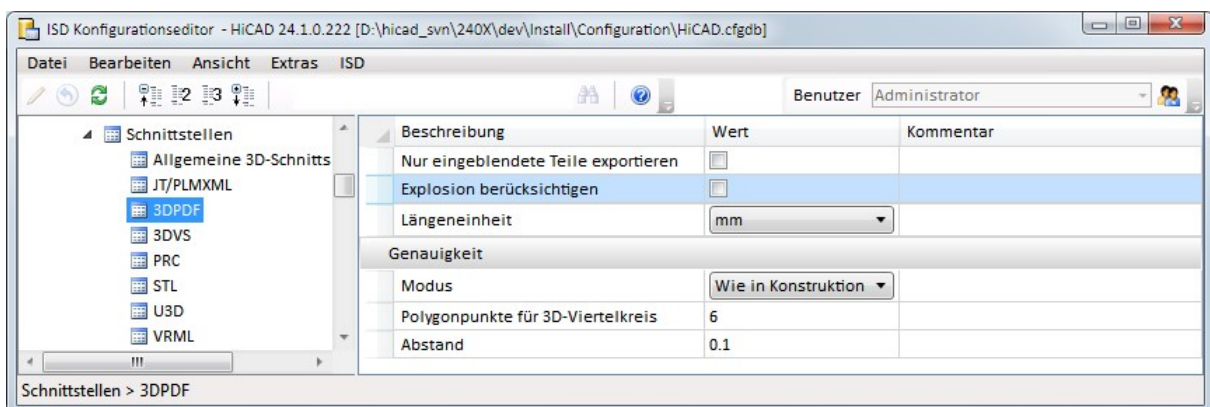 ISD Konfigurationseditor - HiCAD 24.1.0.222 [D:\hicad_svn\240X\dev\Install\Configuration\HiCAD.cfgdb]
Datei Bearbeiten Ansicht Extras ISD
2 3 Benutzer Administrator
Schnittstellen
Allgemeine 3D-Schnitts
JT/PLMXML
3DPDF
3DVS
PRC
STL
U3D
VRML
Beschreibung Wert Kommentar
Nur eingeblendete Teile exportieren
Explosion berücksichtigen
Längeneinheit mm
Genauigkeit
Modus Wie in Konstruktion
Polygonpunkte für 3D-Viertelkreis 6
Abstand 0.1
Schnittstellen > 3DPDF